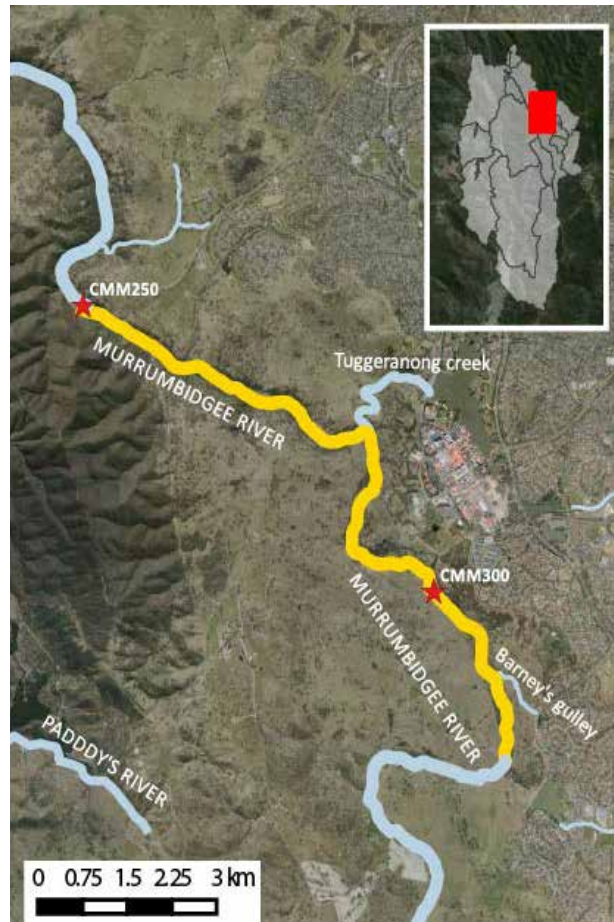 CMM250
MURRUMBIDGEE RIVER
Tuggeranong creek
CMM300
MURRUMBIDGEE RIVER
Barney's gulley
PADDDY'S RIVER
0 0.75 1.5 2.25 3 km